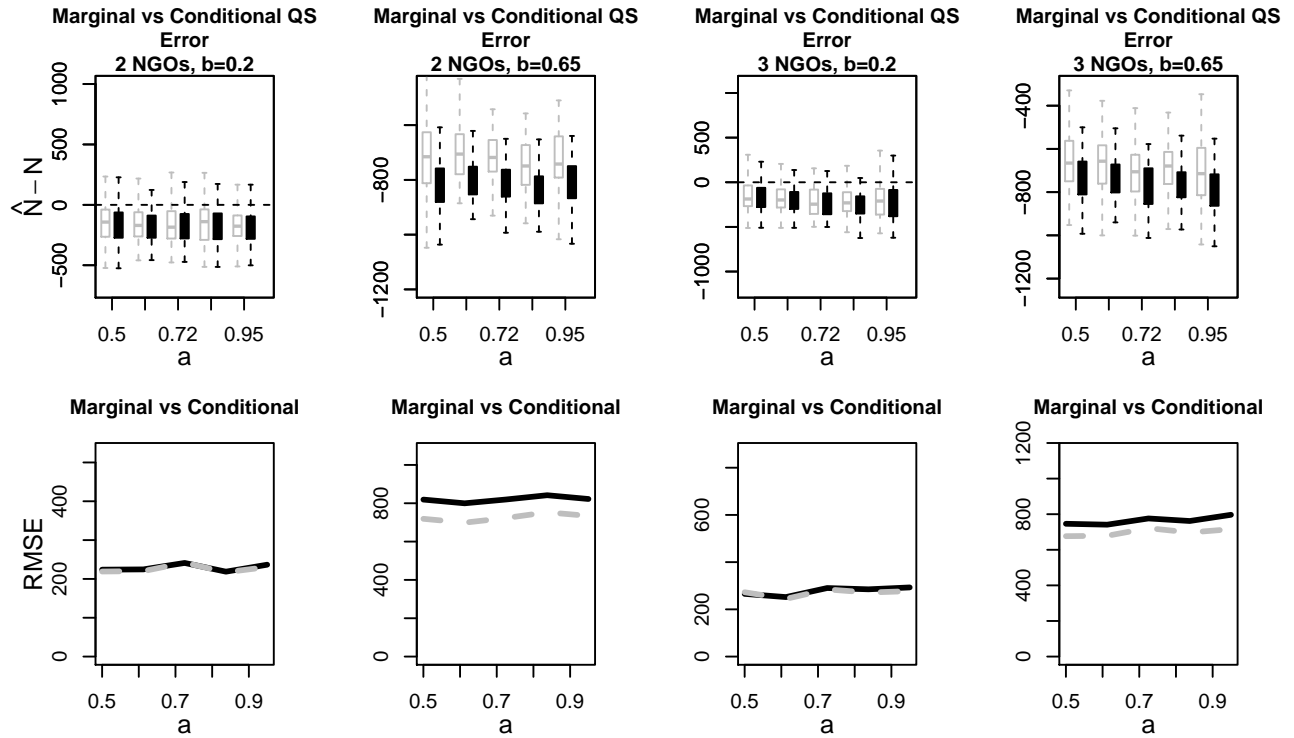 Marginal vs Conditional QS
Error
2 NGOs, b=0.2
N̂ − N
1000
500
0
−500
0.5 0.72 0.95
a
Marginal vs Conditional QS
Error
2 NGOs, b=0.65
−800
−1200
0.5 0.72 0.95
a
Marginal vs Conditional QS
Error
3 NGOs, b=0.2
500
0
−1000
0.5 0.72 0.95
a
Marginal vs Conditional QS
Error
3 NGOs, b=0.65
−400
−800
−1200
0.5 0.72 0.95
a
Marginal vs Conditional
RMSE
400
200
0
0.5 0.7 0.9
a
Marginal vs Conditional
800
400
0
0.5 0.7 0.9
a
Marginal vs Conditional
600
200
0
0.5 0.7 0.9
a
Marginal vs Conditional
1200
800
400
0
0.5 0.7 0.9
a